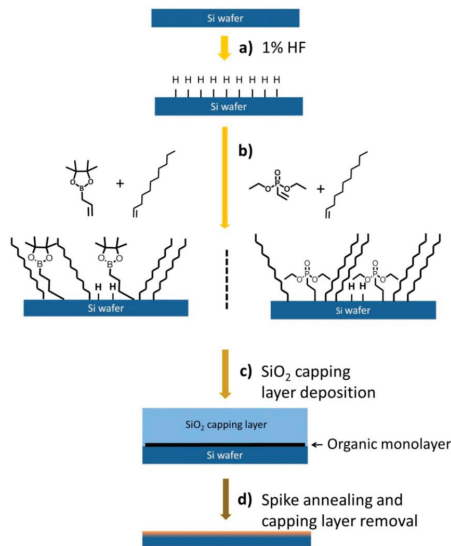 Si wafer
a) 1% HF
H H H H H H H H H
Si wafer
b)
O O
B
+
O
P
O O
+
O O
B
O O
B
H H
Si wafer
O
P
O O
O
P
O O
H H
Si wafer
c) SiO₂ capping
layer deposition
SiO₂ capping layer
Organic monolayer
Si wafer
d) Spike annealing and
capping layer removal